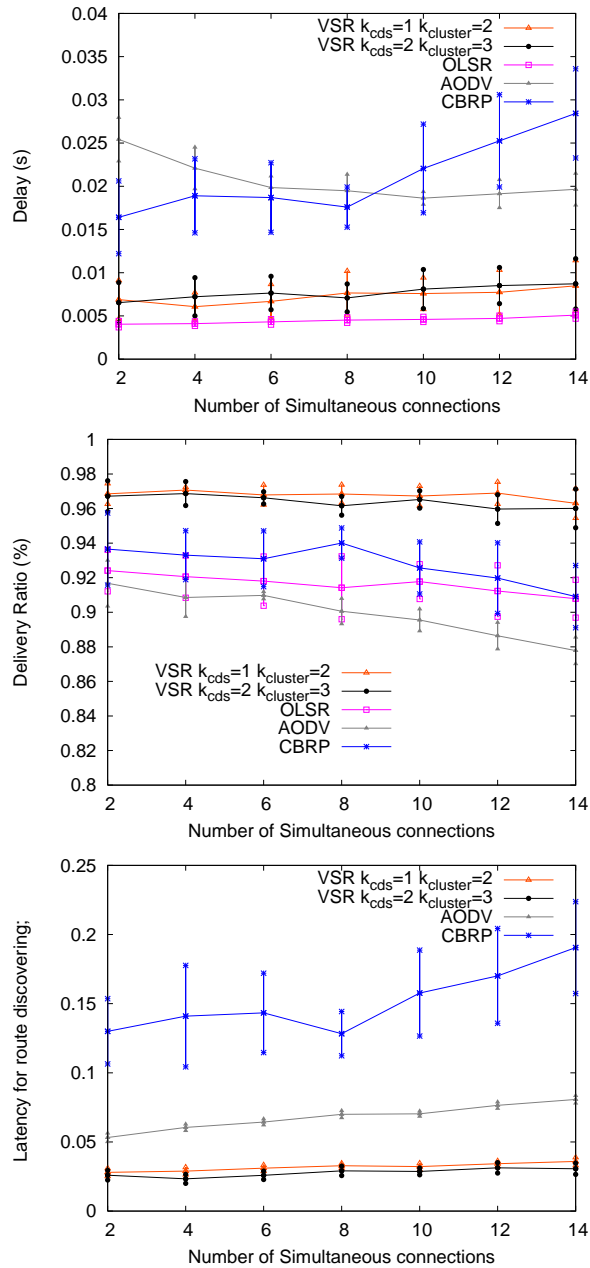 0.04
0.035
0.03
0.025
0.02
0.015
0.01
0.005
0
Delay (s)
VSR kcds=1 kcluster=2
VSR kcds=2 kcluster=3
OLSR
AODV
CBRP
2 4 6 8 10 12 14
Number of Simultaneous connections
1
0.98
0.96
0.94
0.92
0.9
0.88
0.86
0.84
0.82
0.8
Delivery Ratio (%)
VSR kcds=1 kcluster=2
VSR kcds=2 kcluster=3
OLSR
AODV
CBRP
2 4 6 8 10 12 14
Number of Simultaneous connections
0.25
0.2
0.15
0.1
0.05
0
Latency for route discovering;
VSR kcds=1 kcluster=2
VSR kcds=2 kcluster=3
AODV
CBRP
2 4 6 8 10 12 14
Number of Simultaneous connections